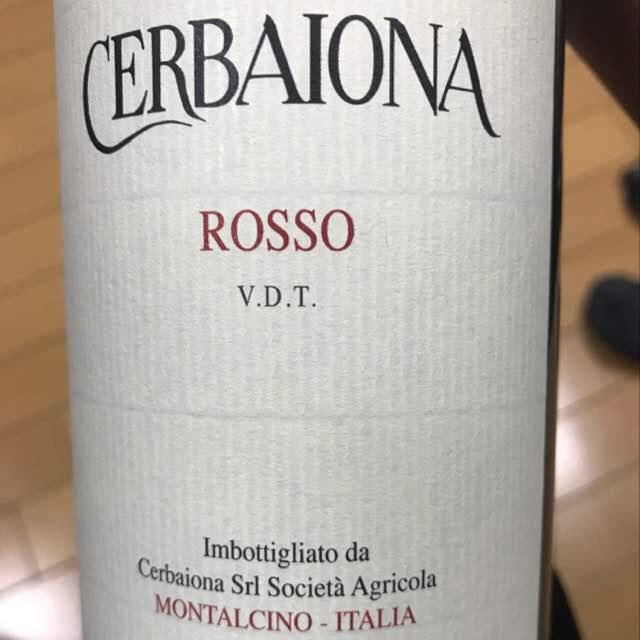 CERBAIONA
ROSSO
V.D.T.
Imbottigliato da
Cerbaiona Srl Società Agricola
MONTALCINO - ITALIA